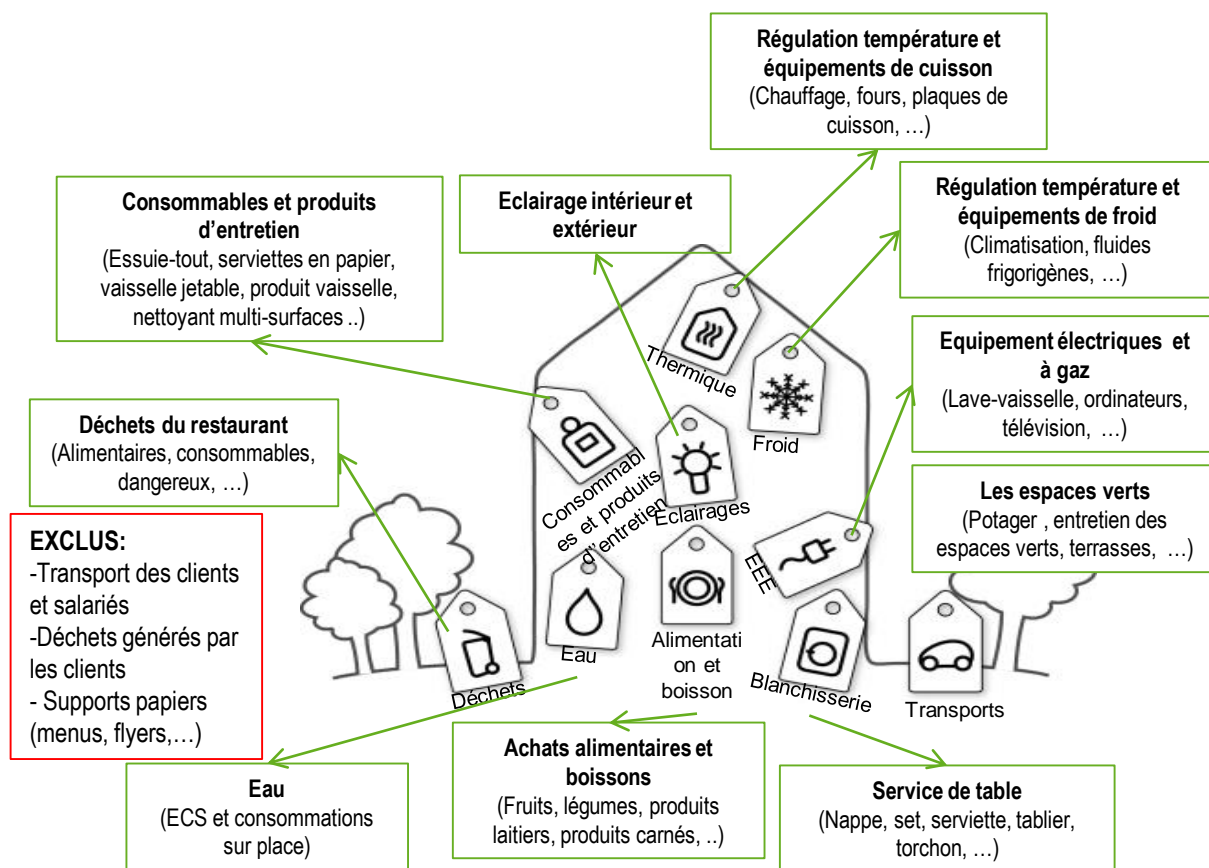 Régulation température et
équipements de cuisson
(Chauffage, fours, plaques de
cuisson, …)
Consommables et produits
d’entretien
(Essuie-tout, serviettes en papier,
vaisselle jetable, produit vaisselle,
nettoyant multi-surfaces ..)
Eclairage intérieur et
extérieur
Régulation température et
équipements de froid
(Climatisation, fluides
frigorigènes, …)
Equipement électriques et
à gaz
(Lave-vaisselle, ordinateurs,
télévision, …)
Déchets du restaurant
(Alimentaires, consommables,
dangereux, …)
Les espaces verts
(Potager , entretien des
espaces verts, terrasses, …)
EXCLUS:
-Transport des clients
et salariés
-Déchets générés par
les clients
- Supports papiers
(menus, flyers,…)
Thermique
Froid
Consommabl
es et produits
d’entretien
Eclairages
EEE
Eau
Alimentati
on et
boisson
Blanchisserie
Déchets
Transports
Eau
(ECS et consommations
sur place)
Achats alimentaires et
boissons
(Fruits, légumes, produits
laitiers, produits carnés, ..)
Service de table
(Nappe, set, serviette, tablier,
torchon, …)